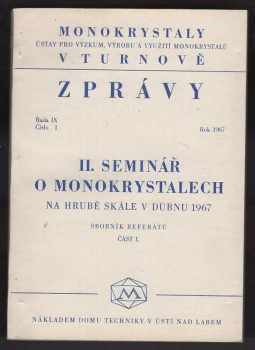 MONOKRYSTALY
ÚSTAV PRO VÝZKUM, VÝROBU A VYUŽITÍ MONOKRYSTALŮ
V TURNOVĚ
ZPRÁVY
Řada IX
Číslo 1
Rok 1967
II. SEMINÁŘ
O MONOKRYSTALECH
NA HRUBÉ SKÁLE V DUBNU 1967
SBORNÍK REFERÁTŮ
ČÁST I.
M
NÁKLADEM DOMU TECHNIKY V ÚSTÍ NAD LABEM